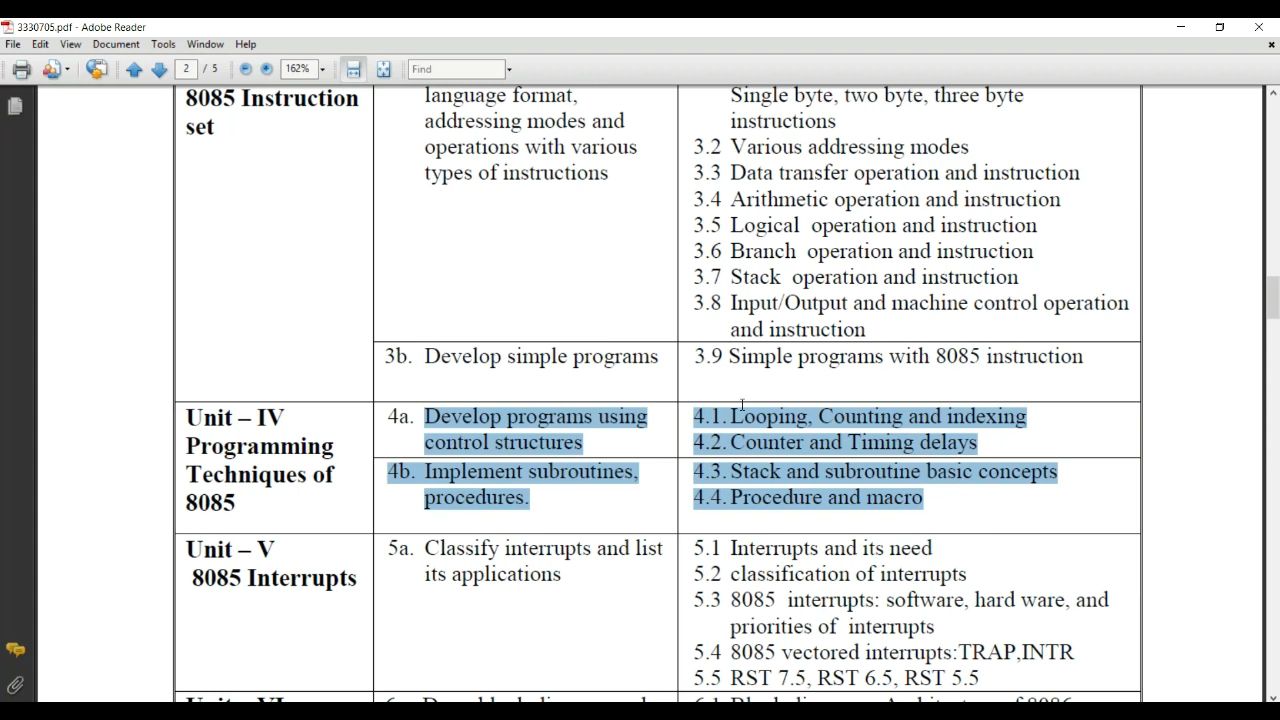 3330705.pdf - Adobe Reader
File Edit View Document Tools Window Help
2 / 5 162% Find
8085 Instruction
set
language format,
addressing modes and
operations with various
types of instructions
Single byte, two byte, three byte
instructions
3.2 Various addressing modes
3.3 Data transfer operation and instruction
3.4 Arithmetic operation and instruction
3.5 Logical operation and instruction
3.6 Branch operation and instruction
3.7 Stack operation and instruction
3.8 Input/Output and machine control operation
and instruction
3b. Develop simple programs
3.9 Simple programs with 8085 instruction
Unit – IV
Programming
Techniques of
8085
4a. Develop programs using
control structures
4.1. Looping, Counting and indexing
4.2. Counter and Timing delays
4b. Implement subroutines,
procedures.
4.3. Stack and subroutine basic concepts
4.4. Procedure and macro
Unit – V
8085 Interrupts
5a. Classify interrupts and list
its applications
5.1 Interrupts and its need
5.2 classification of interrupts
5.3 8085 interrupts: software, hard ware, and
priorities of interrupts
5.4 8085 vectored interrupts:TRAP,INTR
5.5 RST 7.5, RST 6.5, RST 5.5